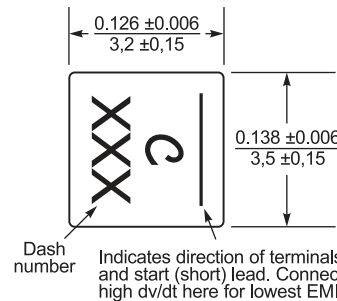 0.126 ±0.006
3,2 ±0,15
XXX
C
0.138 ±0.006
3,5 ±0,15
Dash
number
Indicates direction of terminals
and start (short) lead. Connec
high dv/dt here for lowest EMI